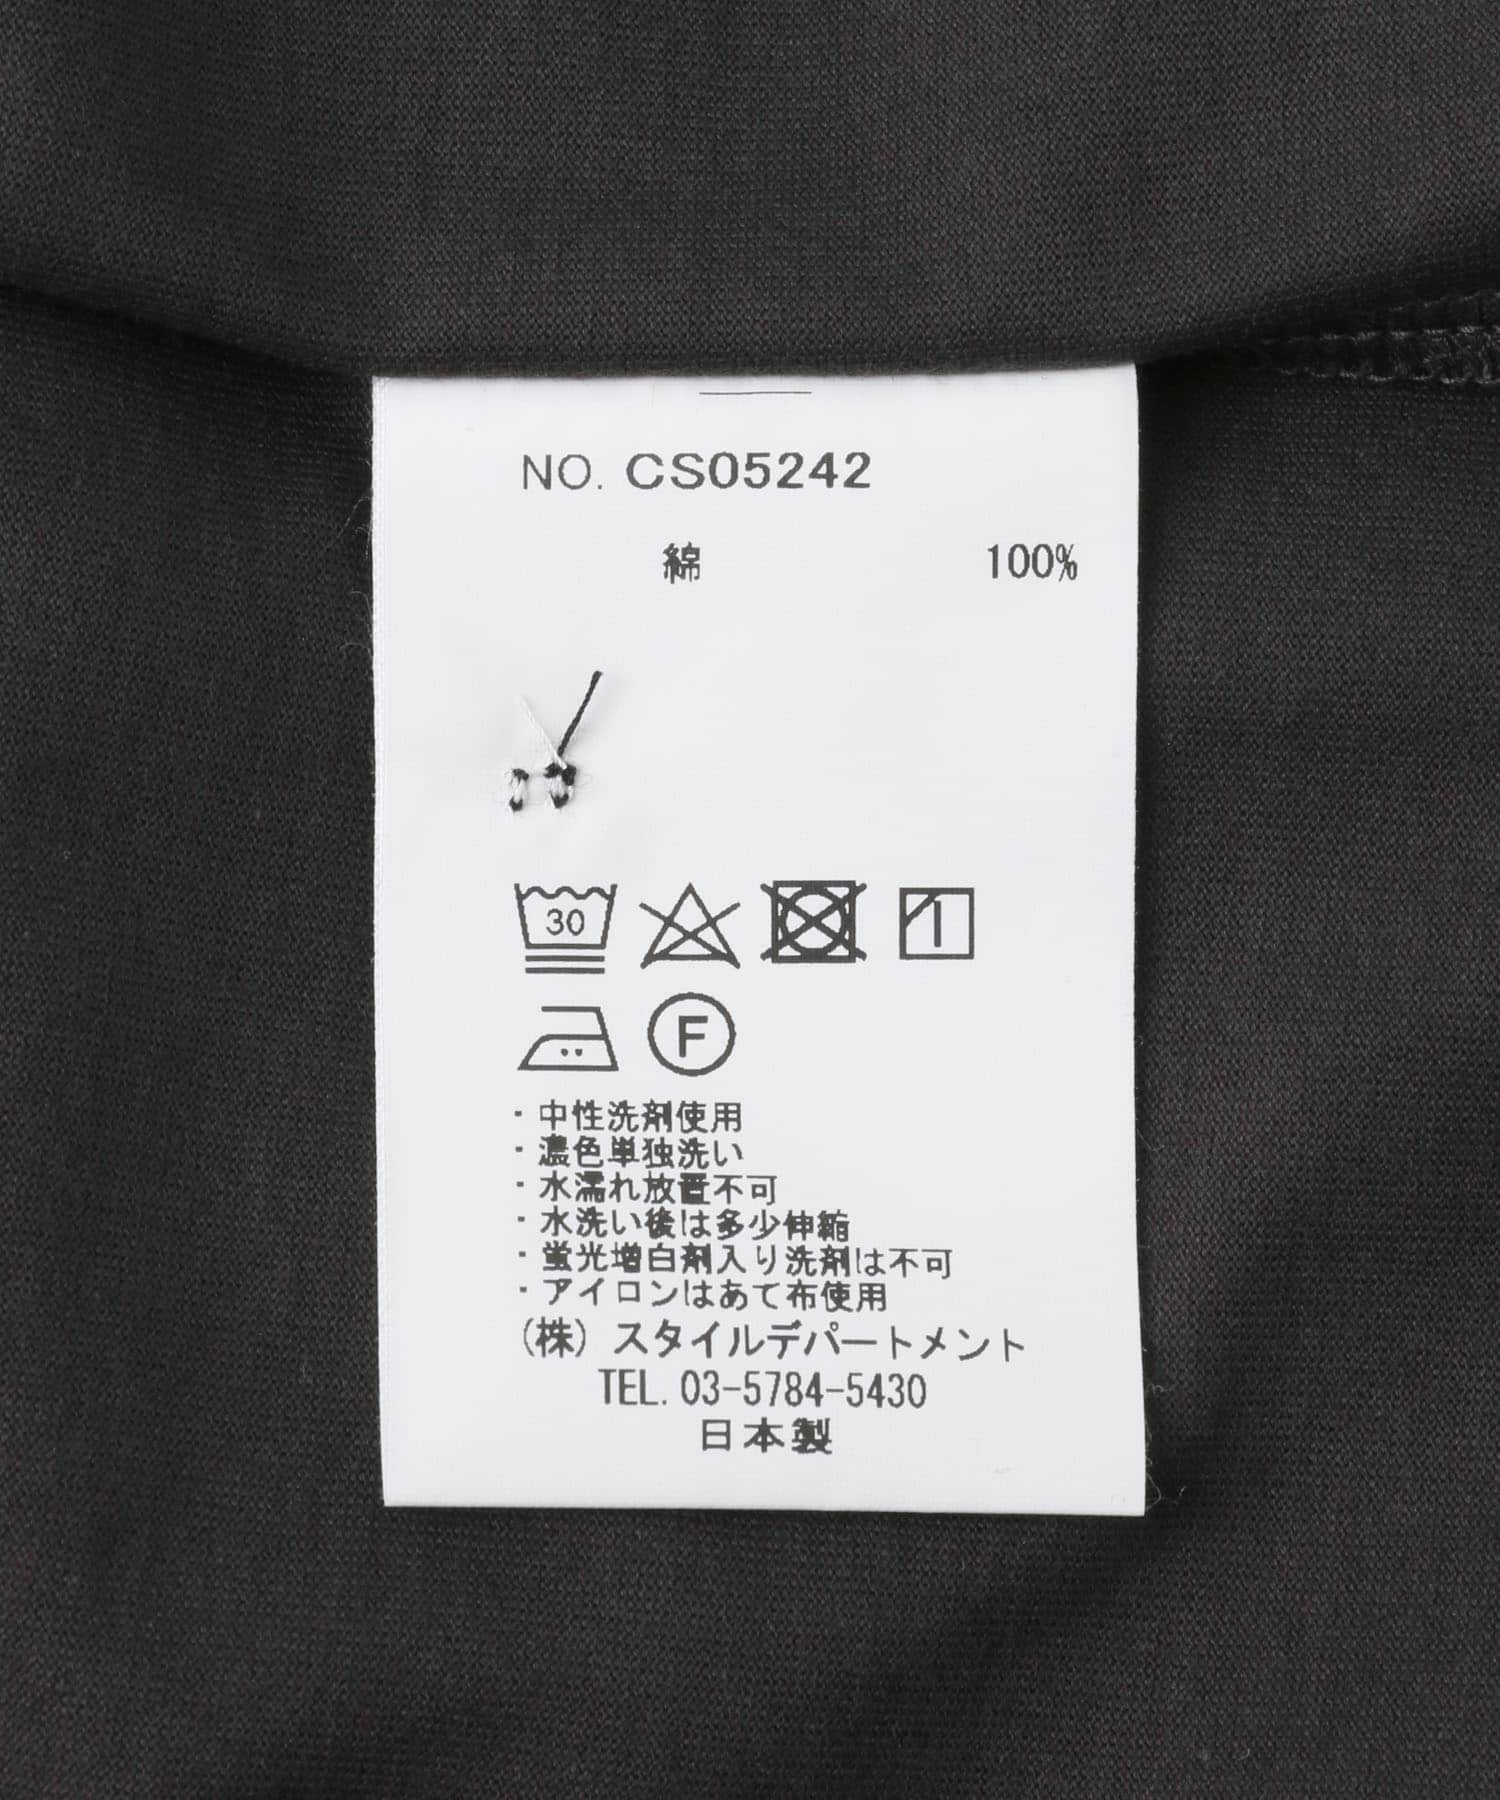 NO. CS05242
綿 100%
30
F
・中性洗剤使用
・濃色単独洗い
・水濡れ放置不可
・水洗い後は多少伸縮
・蛍光増白剤入り洗剤は不可
・アイロンはあて布使用
(株) スタイルデパートメント
TEL. 03-5784-5430
日本製